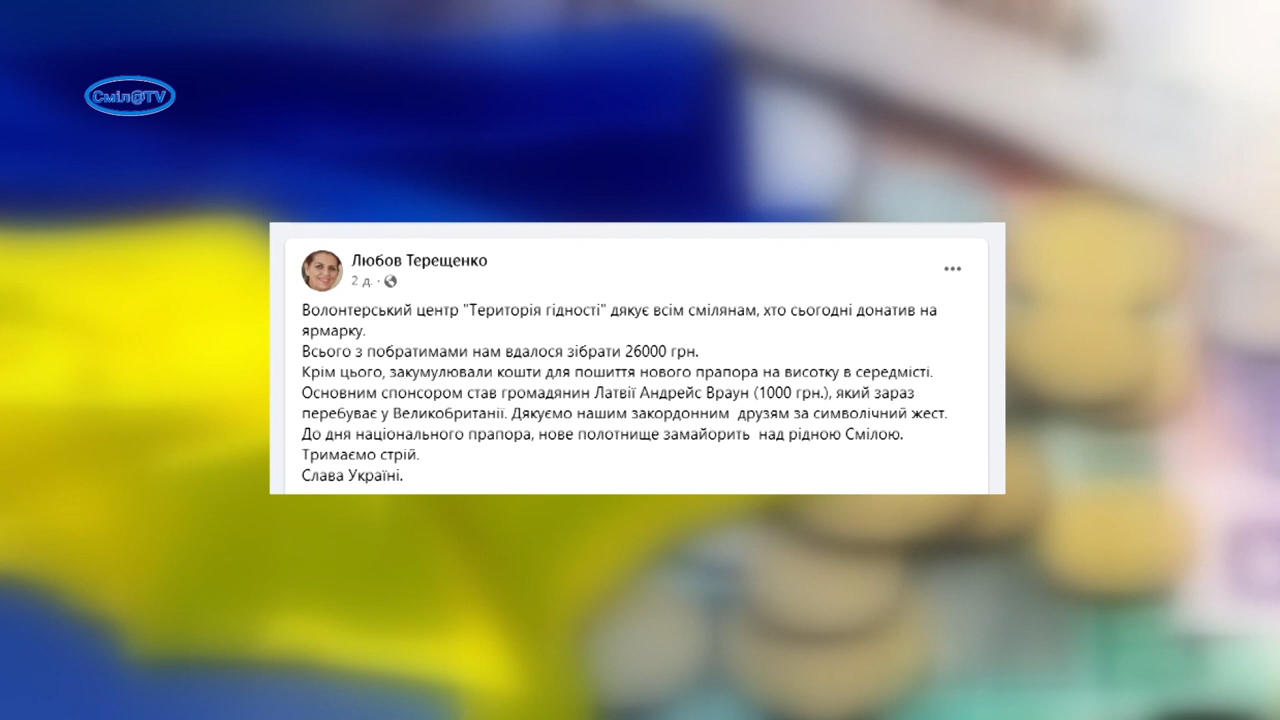 Сміл@TV
Любов Терещенко
2 д. ·
Волонтерський центр "Територія гідності" дякує всім смілянам, хто сьогодні донатив на
ярмарку.
Всього з побратимами нам вдалося зібрати 26000 грн.
Крім цього, закумулювали кошти для пошиття нового прапора на висотку в середмісті.
Основним спонсором став громадянин Латвії Андрейс Враун (1000 грн.), який зараз
перебуває у Великобританії. Дякуємо нашим закордонним друзям за символічний жест.
До дня національного прапора, нове полотнище замайорить над рідною Смілою.
Тримаємо стрій.
Слава Україні.